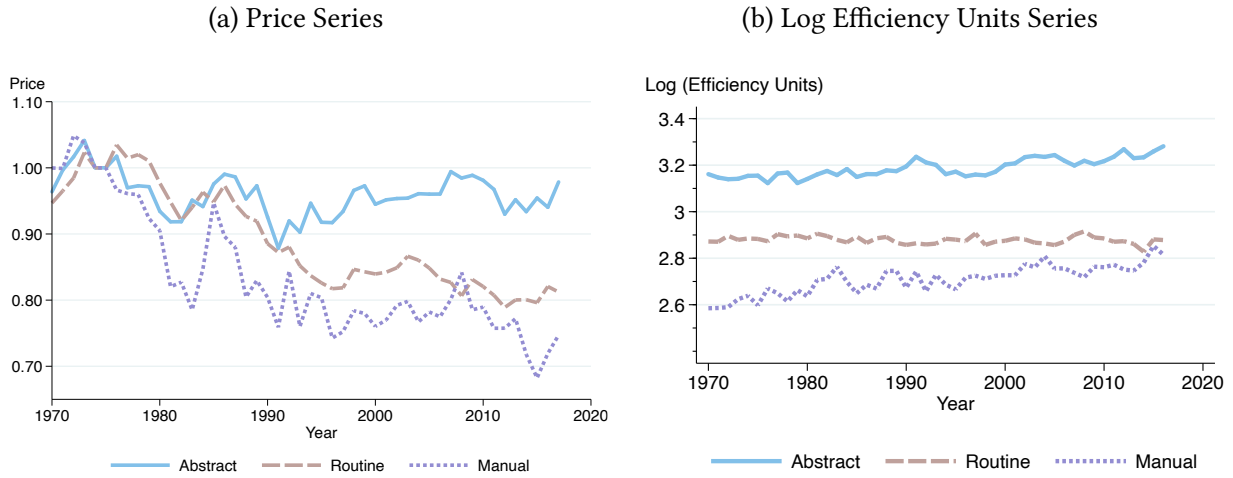 (a) Price Series
Price
1.10
1.00
0.90
0.80
0.70
1970 1980 1990 2000 2010 2020
Year
Abstract Routine Manual
(b) Log Efficiency Units Series
Log (Efficiency Units)
3.4
3.2
3
2.8
2.6
1970 1980 1990 2000 2010 2020
Year
Abstract Routine Manual